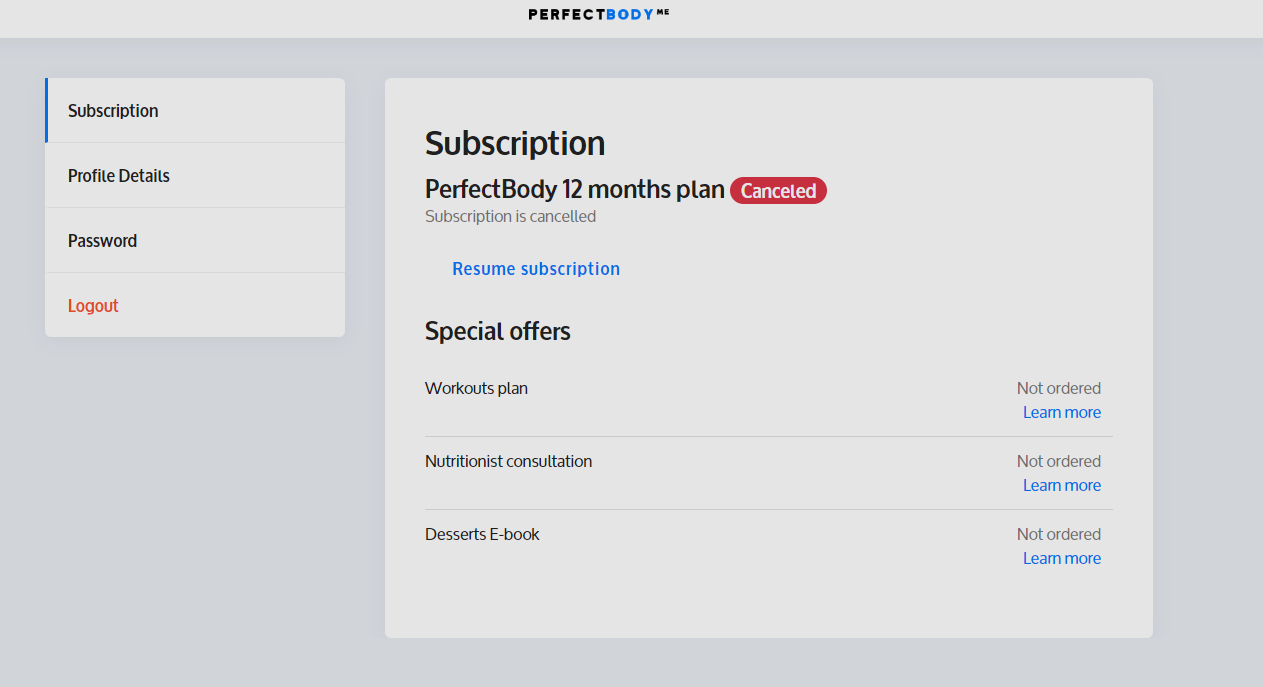 PERFECTBODY ME
Subscription
Profile Details
Password
Logout
Subscription
PerfectBody 12 months plan Canceled
Subscription is cancelled
Resume subscription
Special offers
Workouts plan Not ordered
Learn more
Nutritionist consultation Not ordered
Learn more
Desserts E-book Not ordered
Learn more